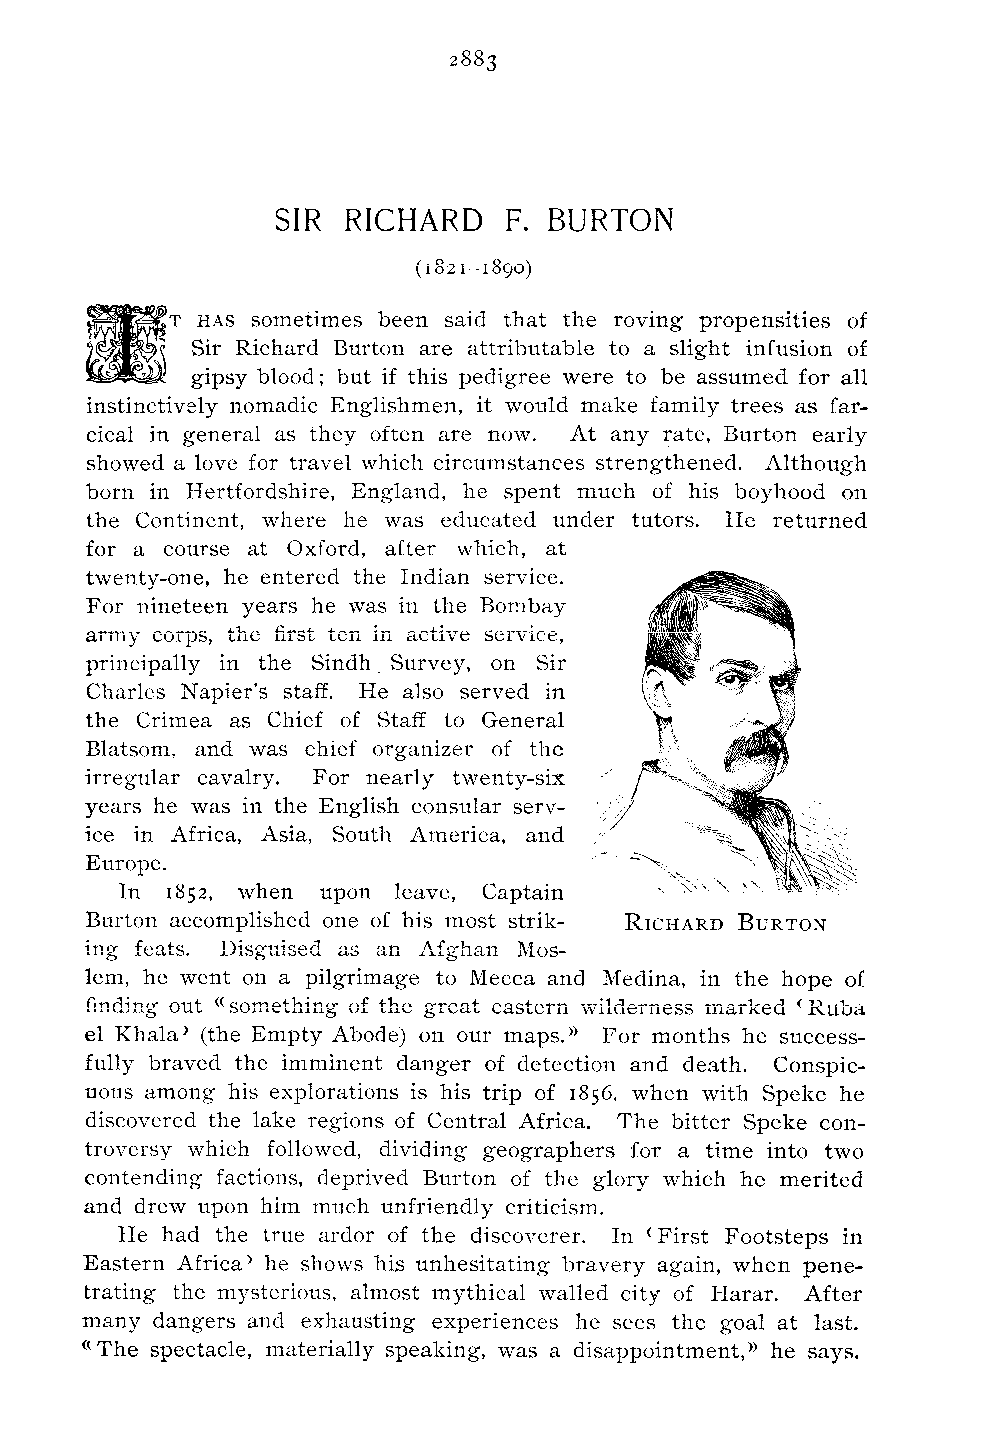 2883
SIR RICHARD F. BURTON
(1821–1890)
IT HAS sometimes been said that the roving propensities of
Sir Richard Burton are attributable to a slight infusion of
gipsy blood; but if this pedigree were to be assumed for all
instinctively nomadic Englishmen, it would make family trees as far-
cical in general as they often are now. At any rate, Burton early
showed a love for travel which circumstances strengthened. Although
born in Hertfordshire, England, he spent much of his boyhood on
the Continent, where he was educated under tutors. He returned
for a course at Oxford, after which, at
twenty-one, he entered the Indian service.
For nineteen years he was in the Bombay
army corps, the first ten in active service,
principally in the Sindh Survey, on Sir
Charles Napier's staff. He also served in
the Crimea as Chief of Staff to General
Blatsom, and was chief organizer of the
irregular cavalry. For nearly twenty-six
years he was in the English consular serv-
ice in Africa, Asia, South America, and
Europe.
In 1852, when upon leave, Captain
Burton accomplished one of his most strik-
ing feats. Disguised as an Afghan Mos-
RICHARD BURTON
lem, he went on a pilgrimage to Mecca and Medina, in the hope of
finding out «something of the great eastern wilderness marked ‹Ruba
el Khala› (the Empty Abode) on our maps.» For months he success-
fully braved the imminent danger of detection and death. Conspic-
uous among his explorations is his trip of 1856, when with Speke he
discovered the lake regions of Central Africa. The bitter Speke con-
troversy which followed, dividing geographers for a time into two
contending factions, deprived Burton of the glory which he merited
and drew upon him much unfriendly criticism.
He had the true ardor of the discoverer. In ‹First Footsteps in
Eastern Africa› he shows his unhesitating bravery again, when pene-
trating the mysterious, almost mythical walled city of Harar. After
many dangers and exhausting experiences he sees the goal at last.
«The spectacle, materially speaking, was a disappointment,» he says.